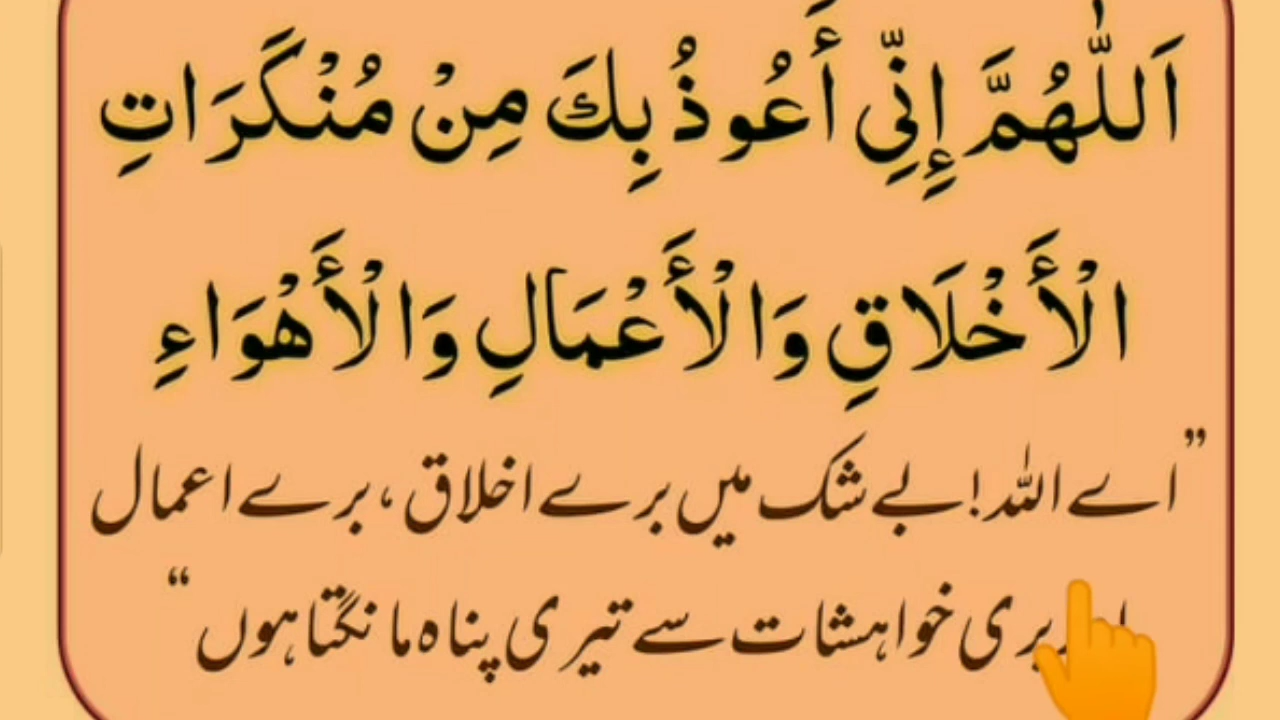 اَللّٰهُمَّ إِنِّي أَعُوذُ بِكَ مِنْ مُنْكَرَاتِ
الْأَخْلَاقِ وَالْأَعْمَالِ وَالْأَهْوَاءِ
”اے اللہ! بے شک میں برے اخلاق، برے اعمال
بری خواہشات سے تیری پناہ مانگتا ہوں“